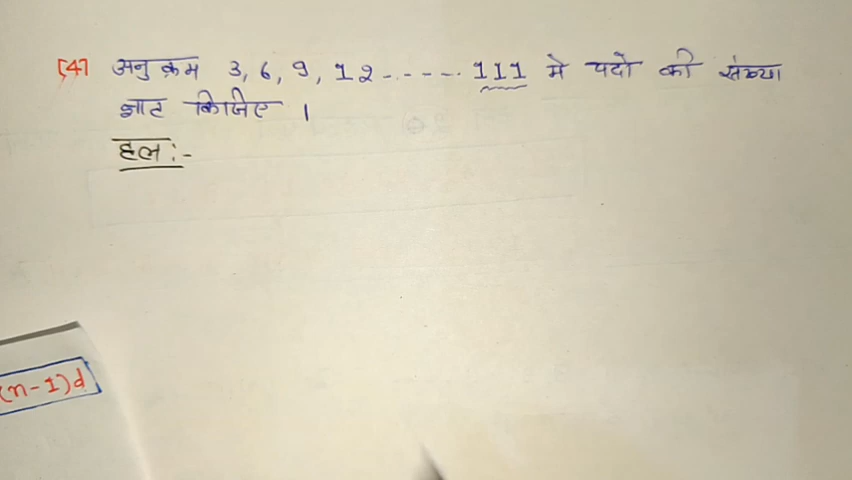 (4) अनुक्रम 3, 6, 9, 12 ------ 111 मे पदो की संख्या
ज्ञात किजिए ।
हल :-
(n-1)d